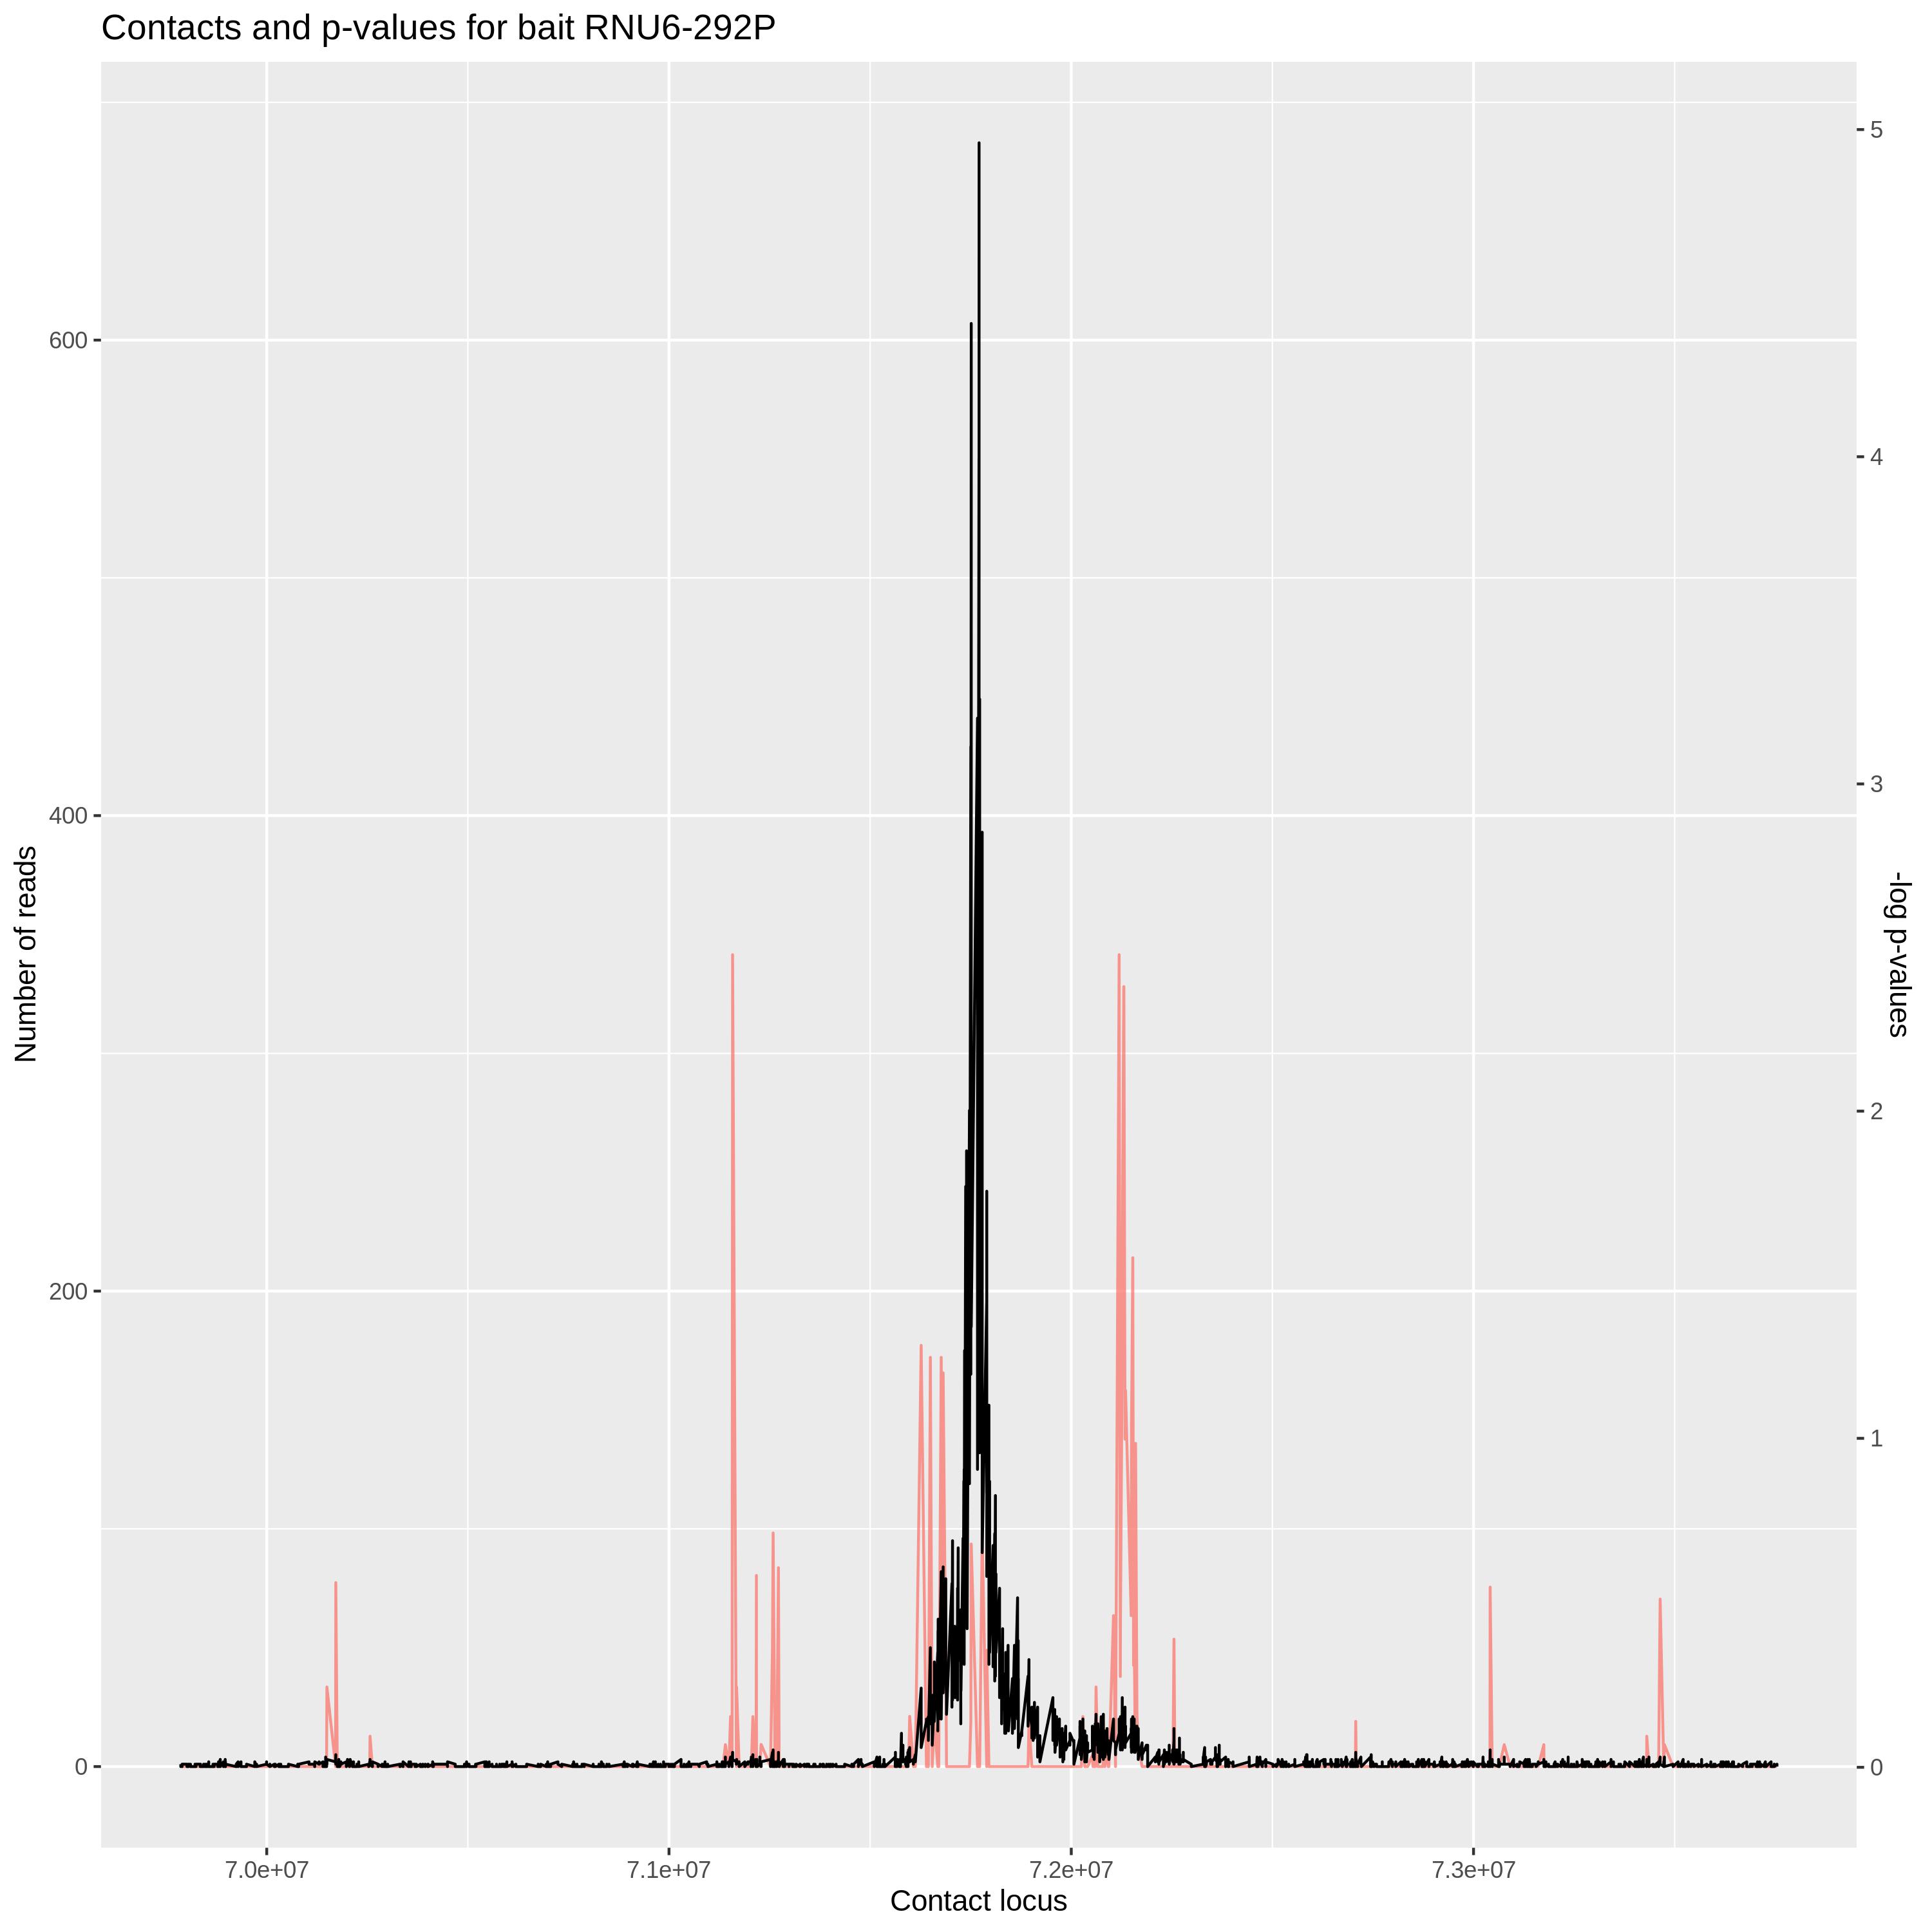 Contacts and p-values for bait RNU6-292P
600
400
200
0
Number of reads
5
4
3
2
1
0
-log p-values
7.0e+07 7.1e+07 7.2e+07 7.3e+07
Contact locus